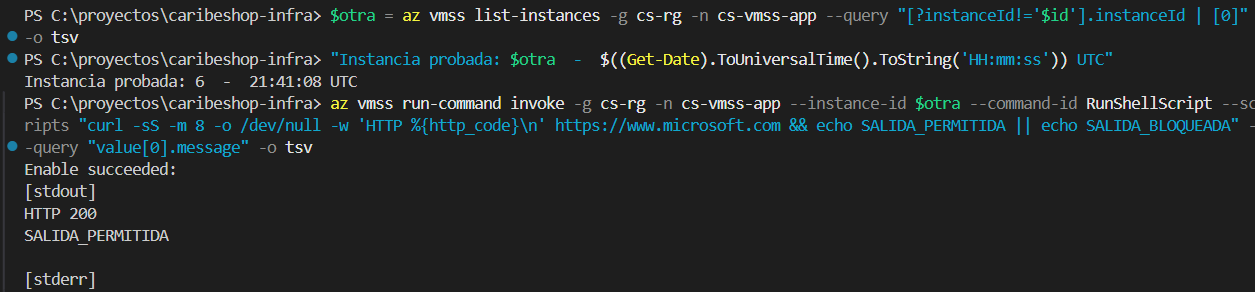 PS C:\proyectos\caribeshop-infra> $otra = az vmss list-instances -g cs-rg -n cs-vmss-app --query "[?instanceId!='$id'].instanceId | [0]"
-o tsv
PS C:\proyectos\caribeshop-infra> "Instancia probada: $otra  -  $((Get-Date).ToUniversalTime().ToString('HH:mm:ss')) UTC"
Instancia probada: 6  -  21:41:08 UTC
PS C:\proyectos\caribeshop-infra> az vmss run-command invoke -g cs-rg -n cs-vmss-app --instance-id $otra --command-id RunShellScript --sc
ripts "curl -sS -m 8 -o /dev/null -w 'HTTP %{http_code}\n' https://www.microsoft.com && echo SALIDA_PERMITIDA || echo SALIDA_BLOQUEADA" -
-query "value[0].message" -o tsv
Enable succeeded:
[stdout]
HTTP 200
SALIDA_PERMITIDA
[stderr]